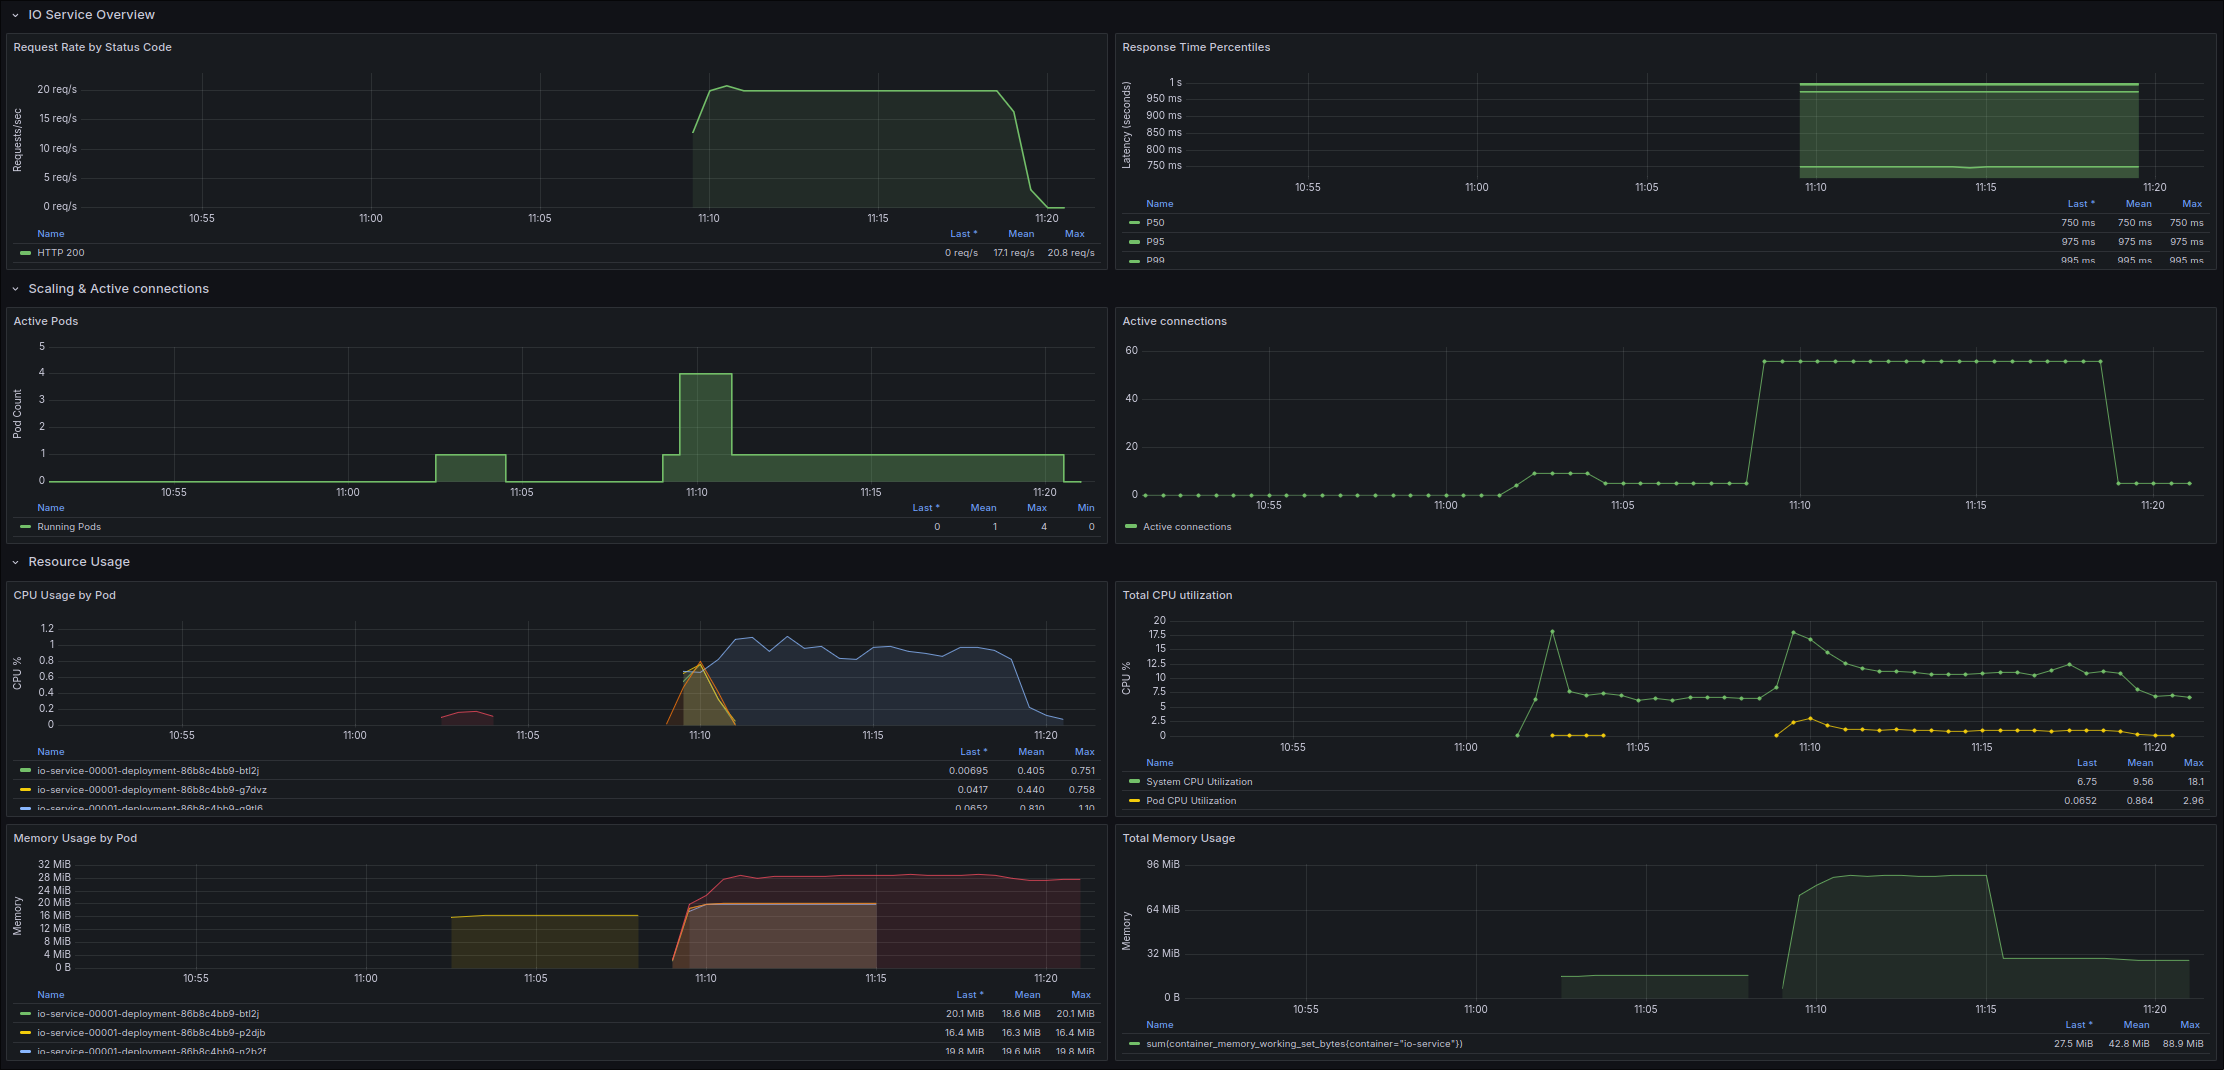 IO Service Overview
Request Rate by Status Code
Requests/sec
20 req/s
15 req/s
10 req/s
5 req/s
0 req/s
10:55 11:00 11:05 11:10 11:15 11:20
Name Last * Mean Max
HTTP 200 0 req/s 17.1 req/s 20.8 req/s
Response Time Percentiles
Latency (seconds)
1 s
950 ms
900 ms
850 ms
800 ms
750 ms
10:55 11:00 11:05 11:10 11:15 11:20
Name Last * Mean Max
P50 750 ms 750 ms 750 ms
P95 975 ms 975 ms 975 ms
P99 995 ms 995 ms 995 ms
Scaling & Active connections
Active Pods
Pod Count
5
4
3
2
1
0
10:55 11:00 11:05 11:10 11:15 11:20
Name Last * Mean Max Min
Running Pods 0 1 4 0
Active connections
60
40
20
0
10:55 11:00 11:05 11:10 11:15 11:20
Active connections
Resource Usage
CPU Usage by Pod
CPU %
1.2
1
0.8
0.6
0.4
0.2
0
10:55 11:00 11:05 11:10 11:15 11:20
Name Last * Mean Max
io-service-00001-deployment-86b8c4bb9-btl2j 0.00695 0.405 0.751
io-service-00001-deployment-86b8c4bb9-g7dvz 0.0417 0.440 0.758
io-service-00001-deployment-86b8c4bb9-q9tl6 0.0652 0.810 1.10
Total CPU utilization
CPU %
20
17.5
15
12.5
10
7.5
5
2.5
0
10:55 11:00 11:05 11:10 11:15 11:20
Name Last Mean Max
System CPU Utilization 6.75 9.56 18.1
Pod CPU Utilization 0.0652 0.864 2.96
Memory Usage by Pod
Memory
32 MiB
28 MiB
24 MiB
20 MiB
16 MiB
12 MiB
8 MiB
4 MiB
0 B
10:55 11:00 11:05 11:10 11:15 11:20
Name Last * Mean Max
io-service-00001-deployment-86b8c4bb9-btl2j 20.1 MiB 18.6 MiB 20.1 MiB
io-service-00001-deployment-86b8c4bb9-p2djb 16.4 MiB 16.3 MiB 16.4 MiB
io-service-00001-deployment-86b8c4bb9-n2b2f 19.8 MiB 19.6 MiB 19.8 MiB
Total Memory Usage
Memory
96 MiB
64 MiB
32 MiB
0 B
10:55 11:00 11:05 11:10 11:15 11:20
Name Last * Mean Max
sum(container_memory_working_set_bytes{container="io-service"}) 27.5 MiB 42.8 MiB 88.9 MiB